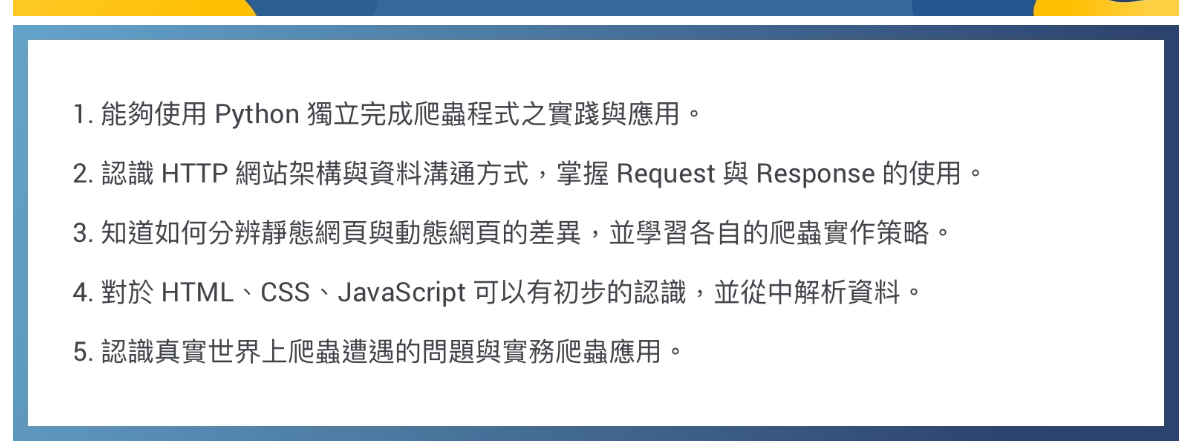 1. 能夠使用 Python 獨立完成爬蟲程式之實踐與應用。
2. 認識 HTTP 網站架構與資料溝通方式，掌握 Request 與 Response 的使用。
3. 知道如何分辨靜態網頁與動態網頁的差異，並學習各自的爬蟲實作策略。
4. 對於 HTML、CSS、JavaScript 可以有初步的認識，並從中解析資料。
5. 認識真實世界上爬蟲遭遇的問題與實務爬蟲應用。